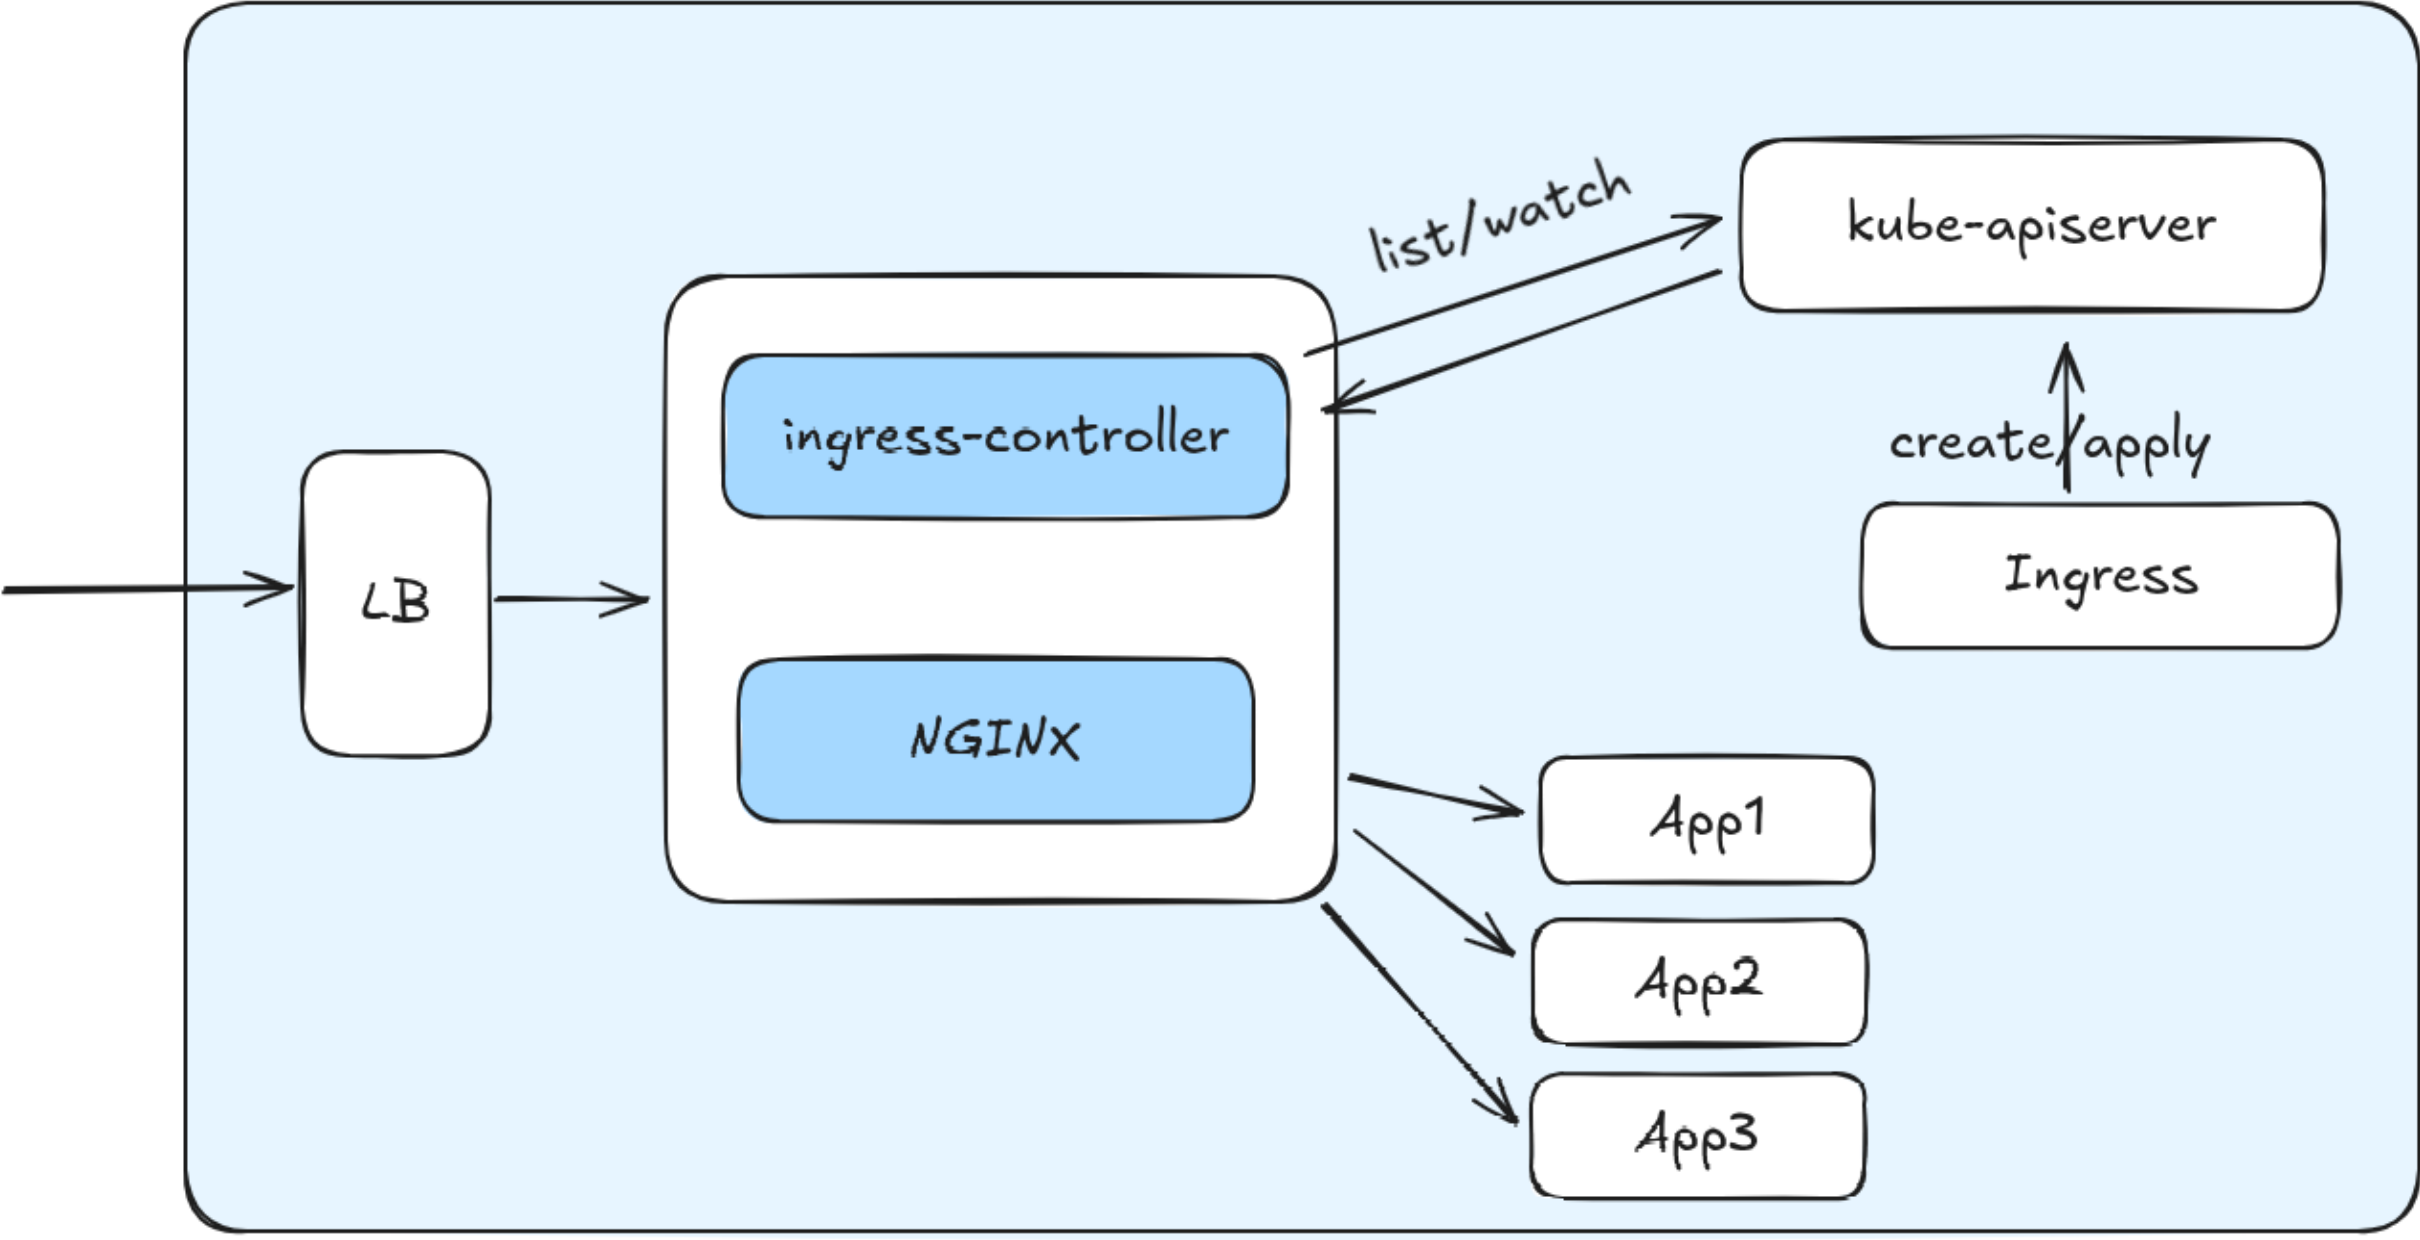 list/watch
kube-apiserver
ingress-controller
create/apply
LB
Ingress
NGINX
App1
App2
App3